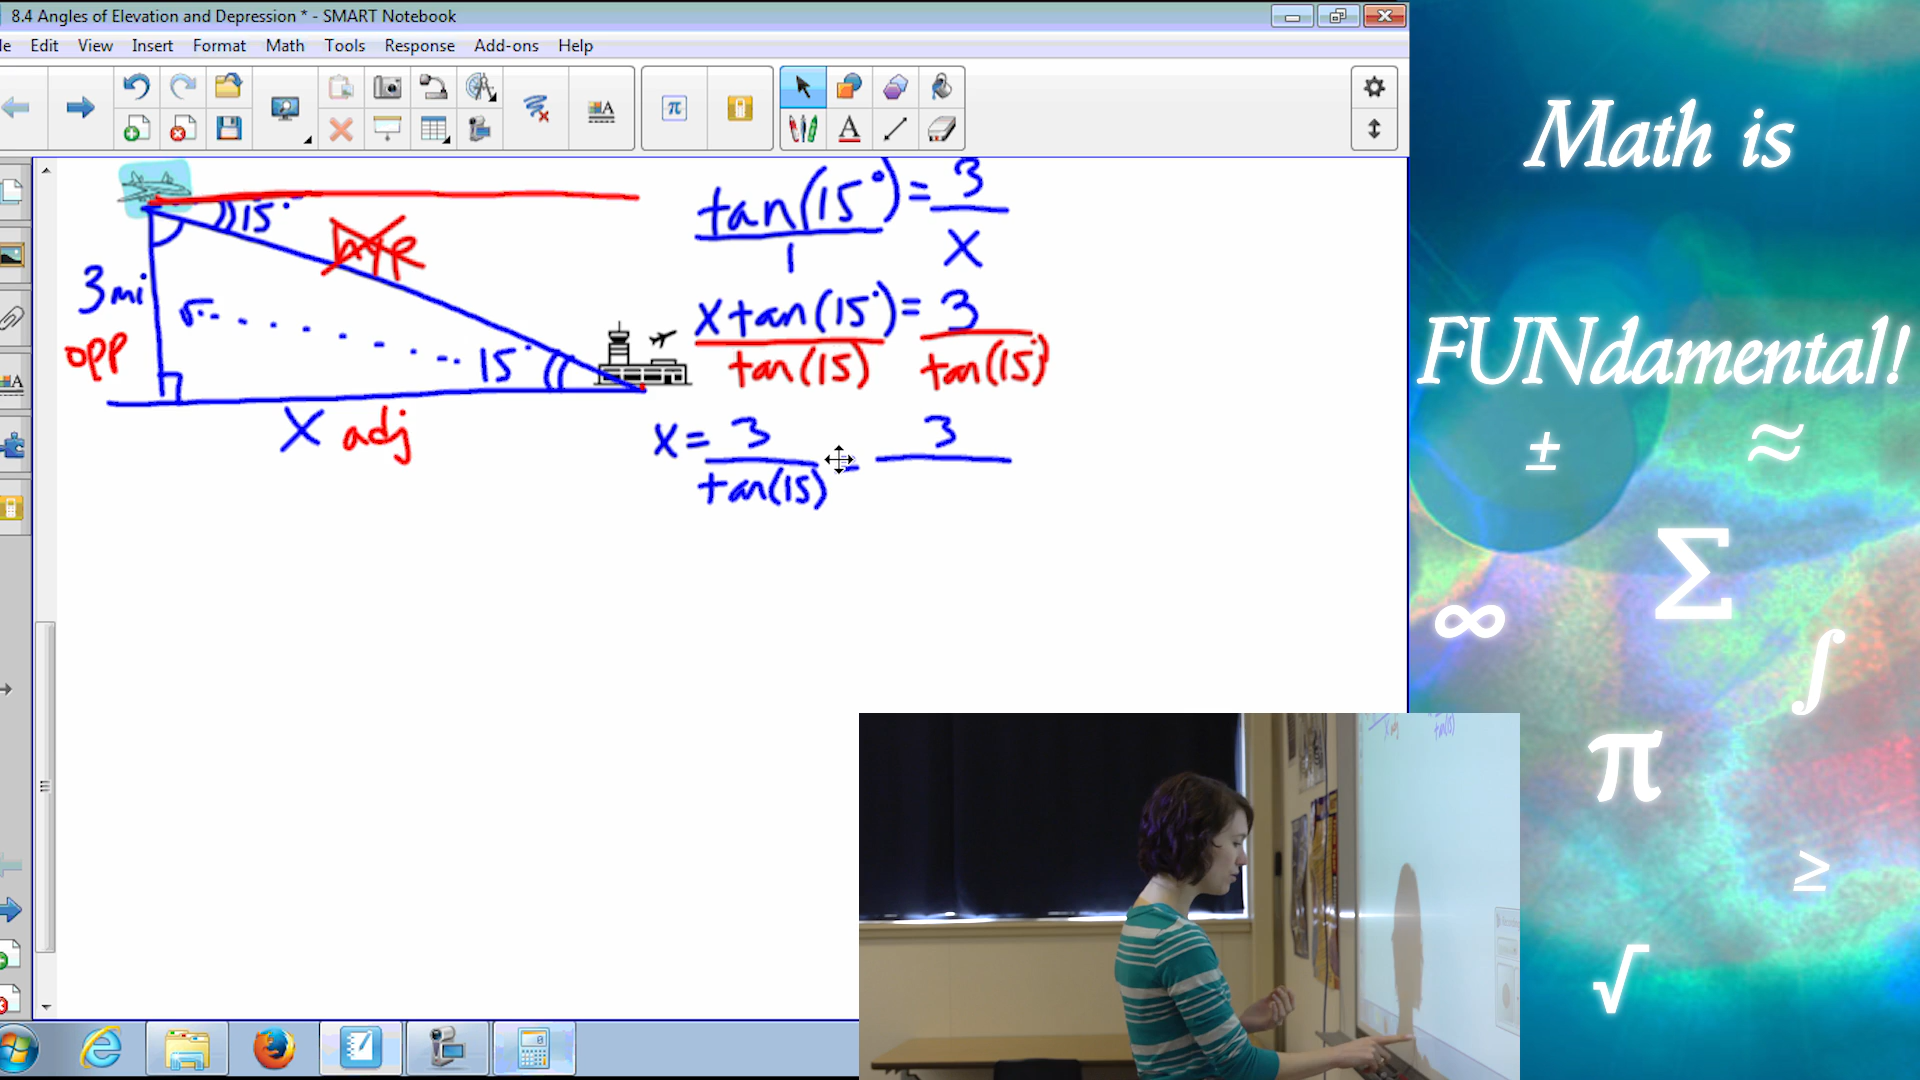 8.4 Angles of Elevation and Depression * - SMART Notebook
le Edit View Insert Format Math Tools Response Add-ons Help
15°
hyp
3mi
opp
15°
x adj
tan(15°) = 3
1 x
x tan(15°) = 3
tan(15) tan(15)
x = 3 = 3
tan(15)
Math is
FUNdamental!
± ≈
∞ Σ
∫
π
≥
√